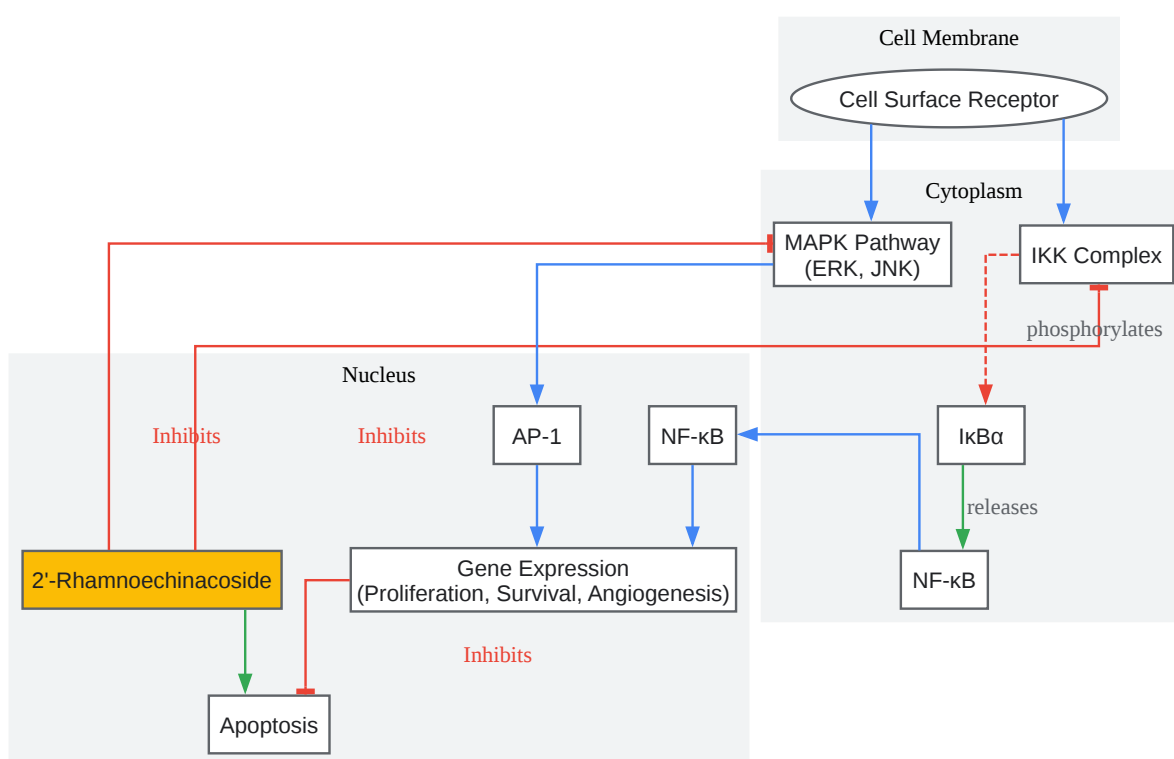 Cell Membrane
Cell Surface Receptor
Cytoplasm
MAPK Pathway
(ERK, JNK)
IKK Complex
phosphorylates
Nucleus
Inhibits
Inhibits
AP-1
NF-κB
IκBα
releases
2'-Rhamnoechinacoside
Gene Expression
(Proliferation, Survival, Angiogenesis)
NF-κB
Inhibits
Apoptosis